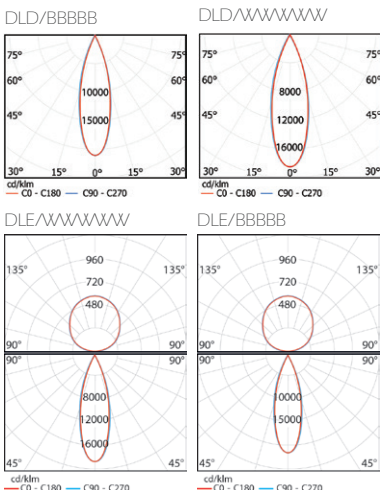 DLD/BBBBB
75° 75°
60° 60°
10000
45° 45°
15000
30° 15° 0° 15° 30°
cd/klm
C0 - C180 C90 - C270
DLD/WWWWW
75° 75°
60° 8000 60°
45° 12000 45°
16000
30° 15° 0° 15° 30°
cd/klm
C0 - C180 C90 - C270
DLE/WWWWW
960
135° 135°
720
480
90° 90°
90° 90°
8000
12000
16000
45° 45°
cd/klm
C0 - C180 C90 - C270
DLE/BBBBB
960
135° 135°
720
480
90° 90°
90° 90°
10000
15000
45° 45°
cd/klm
C0 - C180 C90 - C270